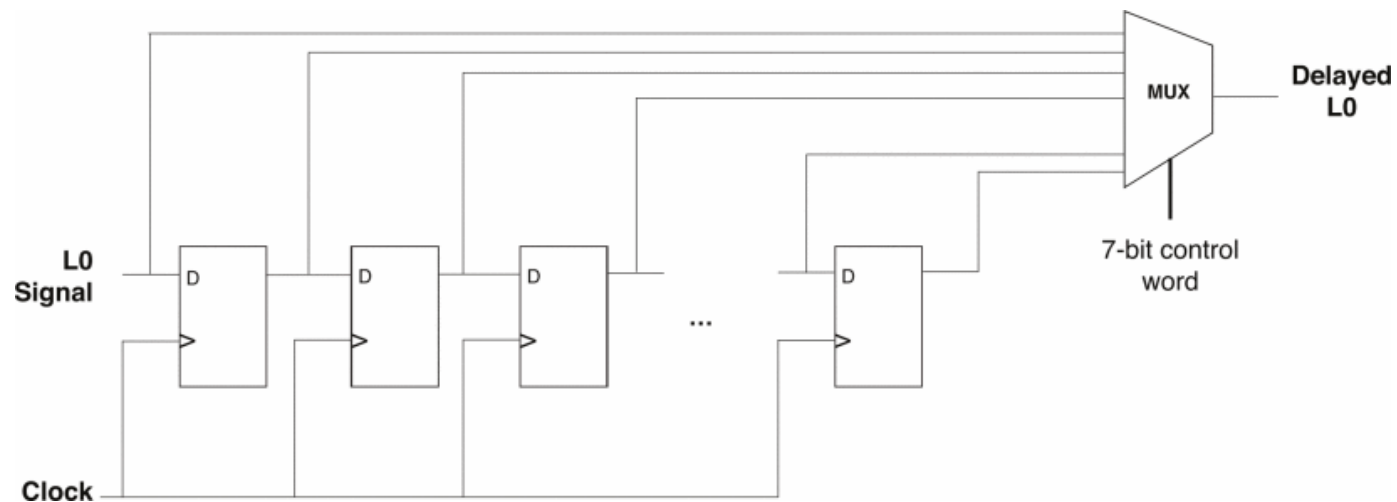 MUX
Delayed
L0
7-bit control
word
L0
Signal
D
D
D
D
...
Clock